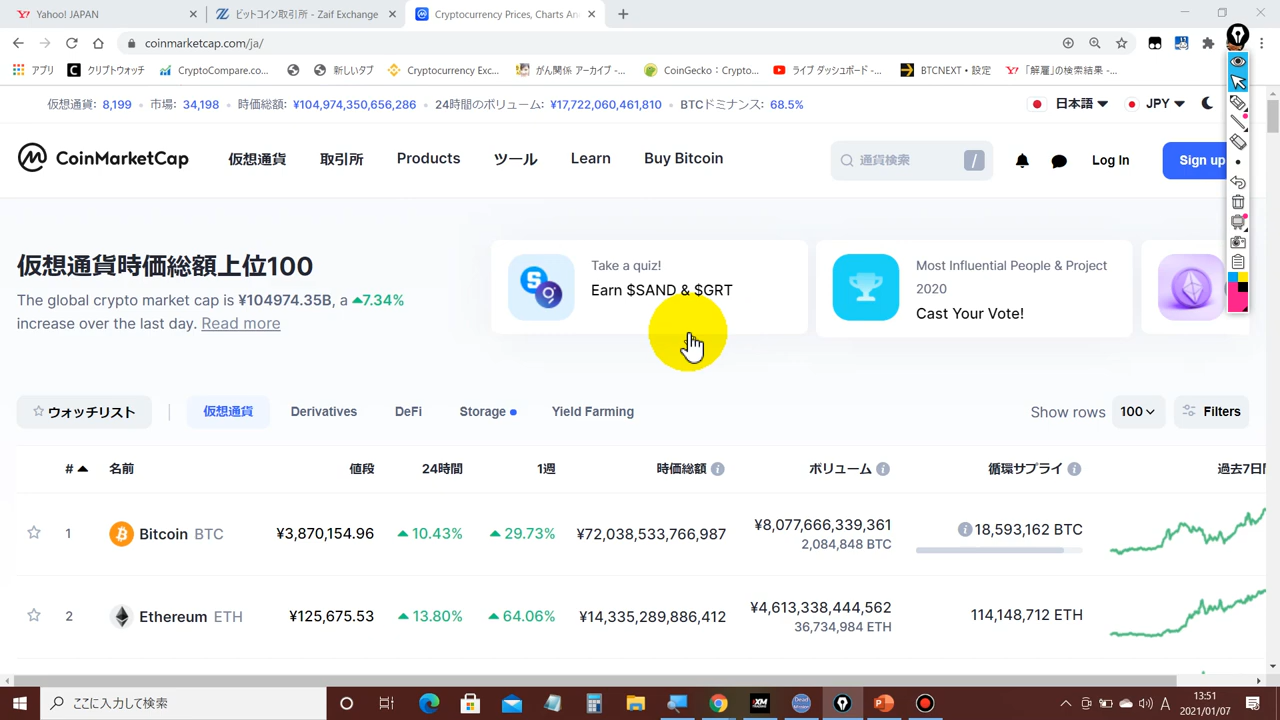 Yahoo! JAPAN
ビットコイン取引所 - Zaif Exchange
Cryptocurrency Prices, Charts An
coinmarketcap.com/ja/
アプリ
クリプトウォッチ
CryptoCompare.co...
新しいタブ
Cryptocurrency Exc...
がん関係 アーカイブ -...
CoinGecko : Crypto...
ライブ ダッシュボード -...
BTCNEXT • 設定
「解雇」の検索結果 -...
仮想通貨: 8,199 • 市場: 34,198 • 時価総額: ¥104,974,350,656,286 • 24時間のボリューム: ¥17,722,060,461,810 • BTCドミナンス: 68.5%
日本語
JPY
CoinMarketCap
仮想通貨
取引所
Products
ツール
Learn
Buy Bitcoin
通貨検索
/
Log In
Sign up
仮想通貨時価総額上位100
The global crypto market cap is ¥104974.35B, a 7.34%
increase over the last day. Read more
Take a quiz!
Earn $SAND & $GRT
Most Influential People & Project
2020
Cast Your Vote!
ウォッチリスト
仮想通貨
Derivatives
DeFi
Storage
Yield Farming
Show rows
100
Filters
# 名前 値段 24時間 1週 時価総額 ボリューム 循環サプライ 過去7日間
1 Bitcoin BTC ¥3,870,154.96 10.43% 29.73% ¥72,038,533,766,987 ¥8,077,666,339,361 18,593,162 BTC
2,084,848 BTC
2 Ethereum ETH ¥125,675.53 13.80% 64.06% ¥14,335,289,886,412 ¥4,613,338,444,562 114,148,712 ETH
36,734,984 ETH
ここに入力して検索
XM
A
13:51
2021/01/07